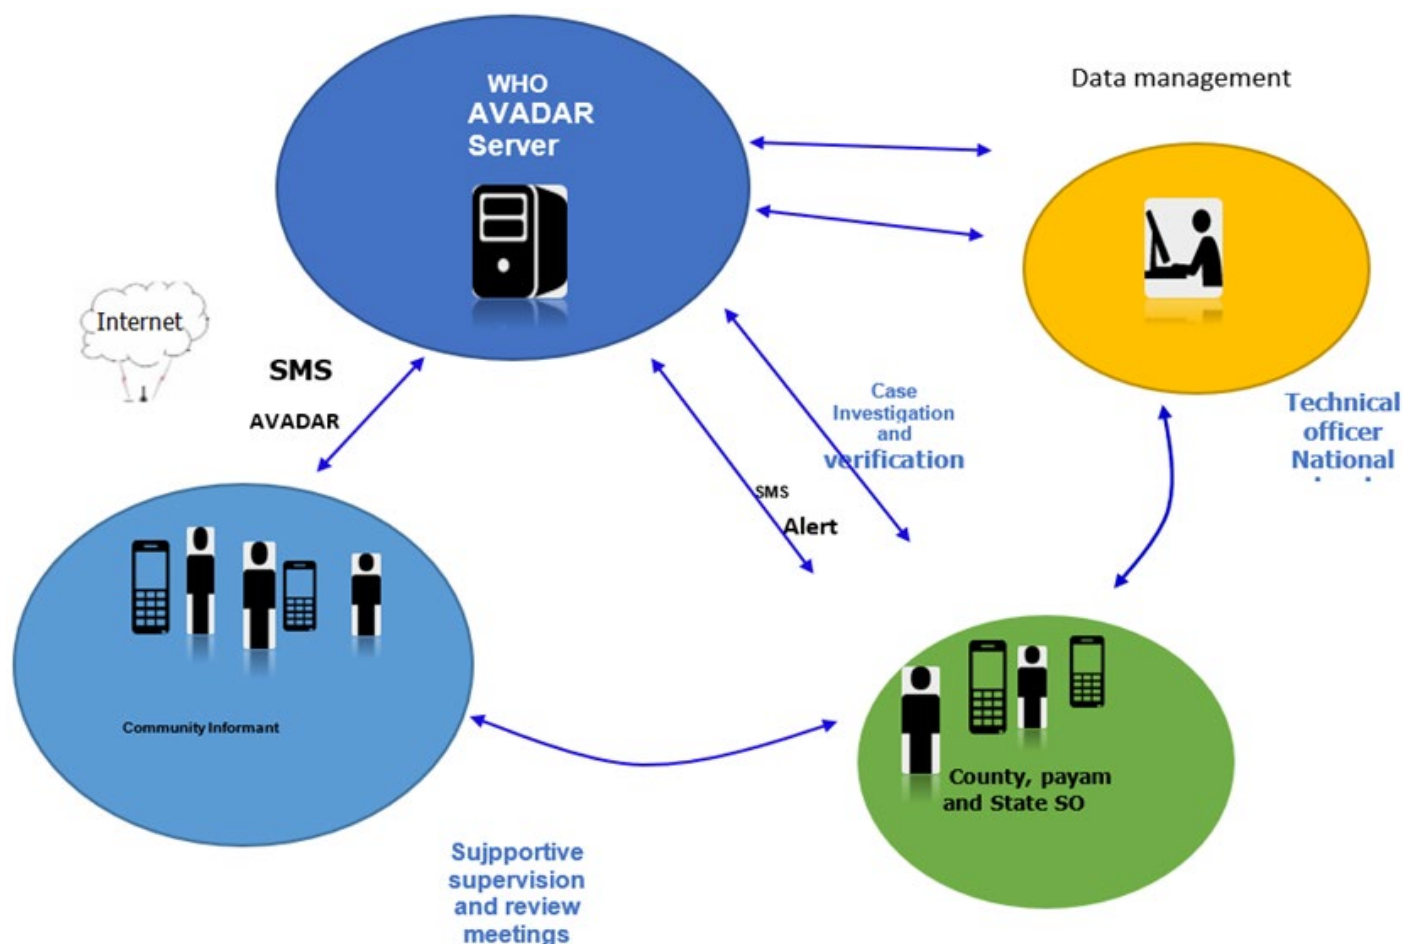 WHO
AVADAR
Server
Data management
Internet
SMS
AVADAR
Case
Investigation
and
verification
SMS
Alert
Technical
officer
National
Community Informant
County, payam
and State SO
Sujpportive
supervision
and review
meetings